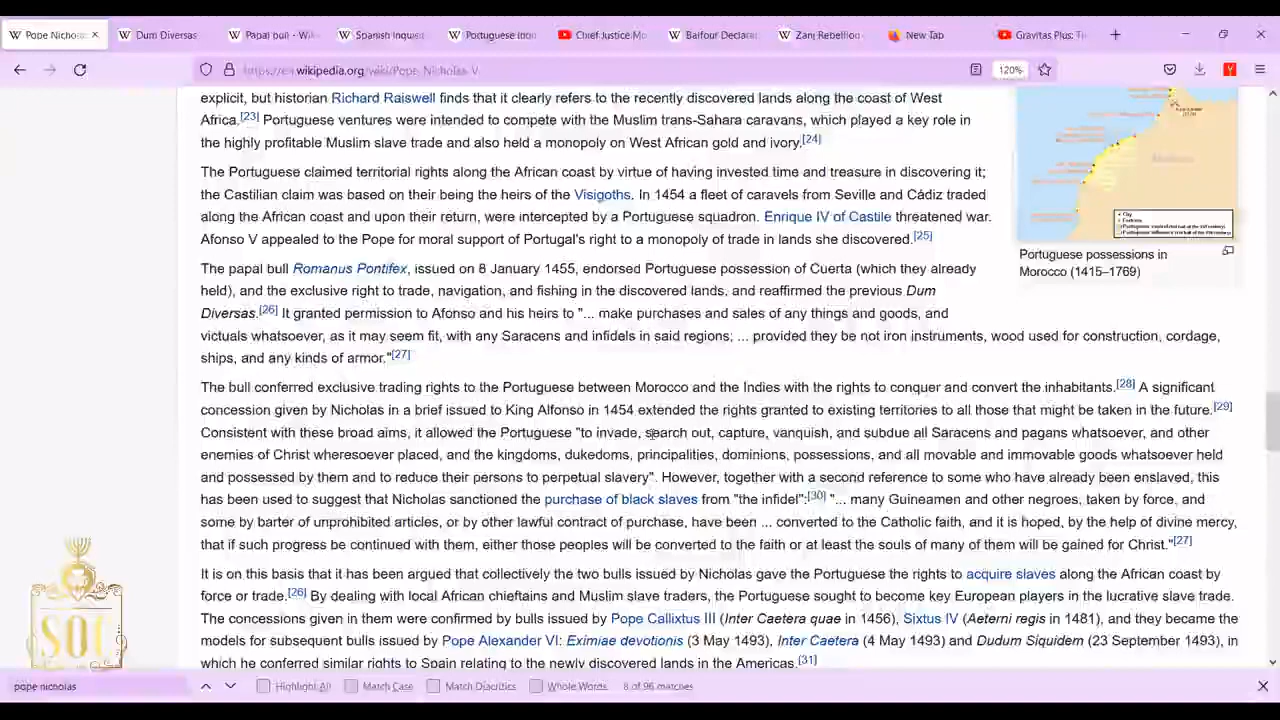 Pope Nicholas
Dum Diversas
Papal bull - Wiki
Spanish Inquisi
Portuguese Inqui
Chief Justice Mo
Balfour Declarat
Zanj Rebellion
New Tab
Gravitas Plus: Ti
https://en.wikipedia.org/wiki/Pope_Nicholas_V
120%
explicit, but historian Richard Raiswell finds that it clearly refers to the recently discovered lands along the coast of West
Africa.[23] Portuguese ventures were intended to compete with the Muslim trans-Sahara caravans, which played a key role in
the highly profitable Muslim slave trade and also held a monopoly on West African gold and ivory.[24]
The Portuguese claimed territorial rights along the African coast by virtue of having invested time and treasure in discovering it;
the Castilian claim was based on their being the heirs of the Visigoths. In 1454 a fleet of caravels from Seville and Cádiz traded
along the African coast and upon their return, were intercepted by a Portuguese squadron. Enrique IV of Castile threatened war.
Afonso V appealed to the Pope for moral support of Portugal's right to a monopoly of trade in lands she discovered.[25]
Portuguese possessions in
Morocco (1415–1769)
The papal bull Romanus Pontifex, issued on 8 January 1455, endorsed Portuguese possession of Cuerta (which they already
held), and the exclusive right to trade, navigation, and fishing in the discovered lands, and reaffirmed the previous Dum
Diversas.[26] It granted permission to Afonso and his heirs to "... make purchases and sales of any things and goods, and
victuals whatsoever, as it may seem fit, with any Saracens and infidels in said regions; ... provided they be not iron instruments, wood used for construction, cordage,
ships, and any kinds of armor."[27]
The bull conferred exclusive trading rights to the Portuguese between Morocco and the Indies with the rights to conquer and convert the inhabitants.[28] A significant
concession given by Nicholas in a brief issued to King Alfonso in 1454 extended the rights granted to existing territories to all those that might be taken in the future.[29]
Consistent with these broad aims, it allowed the Portuguese "to invade, search out, capture, vanquish, and subdue all Saracens and pagans whatsoever, and other
enemies of Christ wheresoever placed, and the kingdoms, dukedoms, principalities, dominions, possessions, and all movable and immovable goods whatsoever held
and possessed by them and to reduce their persons to perpetual slavery". However, together with a second reference to some who have already been enslaved, this
has been used to suggest that Nicholas sanctioned the purchase of black slaves from "the infidel":[30] "... many Guineamen and other negroes, taken by force, and
some by barter of unprohibited articles, or by other lawful contract of purchase, have been ... converted to the Catholic faith, and it is hoped, by the help of divine mercy,
that if such progress be continued with them, either those peoples will be converted to the faith or at least the souls of many of them will be gained for Christ."[27]
It is on this basis that it has been argued that collectively the two bulls issued by Nicholas gave the Portuguese the rights to acquire slaves along the African coast by
force or trade.[26] By dealing with local African chieftains and Muslim slave traders, the Portuguese sought to become key European players in the lucrative slave trade.
The concessions given in them were confirmed by bulls issued by Pope Callixtus III (Inter Caetera quae in 1456), Sixtus IV (Aeterni regis in 1481), and they became the
models for subsequent bulls issued by Pope Alexander VI: Eximiae devotionis (3 May 1493), Inter Caetera (4 May 1493) and Dudum Siquidem (23 September 1493), in
which he conferred similar rights to Spain relating to the newly discovered lands in the Americas.[31]
SOC
pope nicholas
Highlight All
Match Case
Match Diacritics
Whole Words
8 of 96 matches